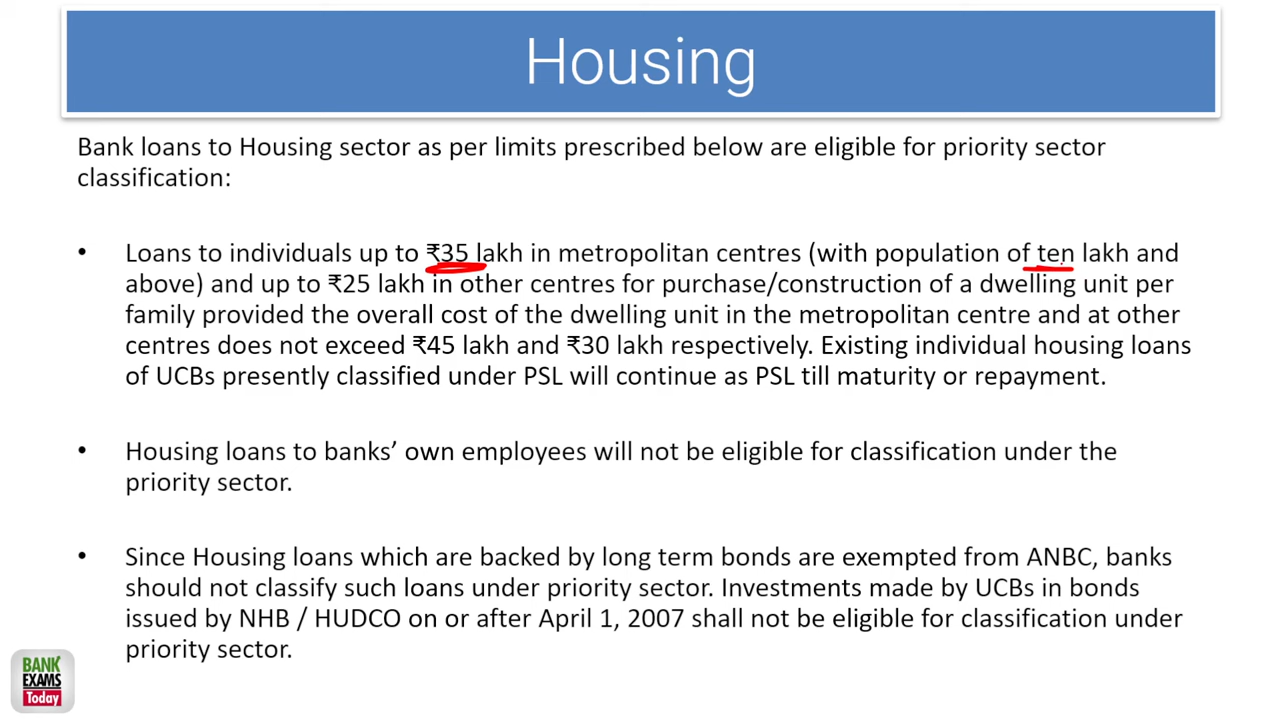 Housing
Bank loans to Housing sector as per limits prescribed below are eligible for priority sector
classification:
• Loans to individuals up to ₹35 lakh in metropolitan centres (with population of ten lakh and
above) and up to ₹25 lakh in other centres for purchase/construction of a dwelling unit per
family provided the overall cost of the dwelling unit in the metropolitan centre and at other
centres does not exceed ₹45 lakh and ₹30 lakh respectively. Existing individual housing loans
of UCBs presently classified under PSL will continue as PSL till maturity or repayment.
• Housing loans to banks’ own employees will not be eligible for classification under the
priority sector.
• Since Housing loans which are backed by long term bonds are exempted from ANBC, banks
should not classify such loans under priority sector. Investments made by UCBs in bonds
issued by NHB / HUDCO on or after April 1, 2007 shall not be eligible for classification under
priority sector.
BANK
EXAMS
Today